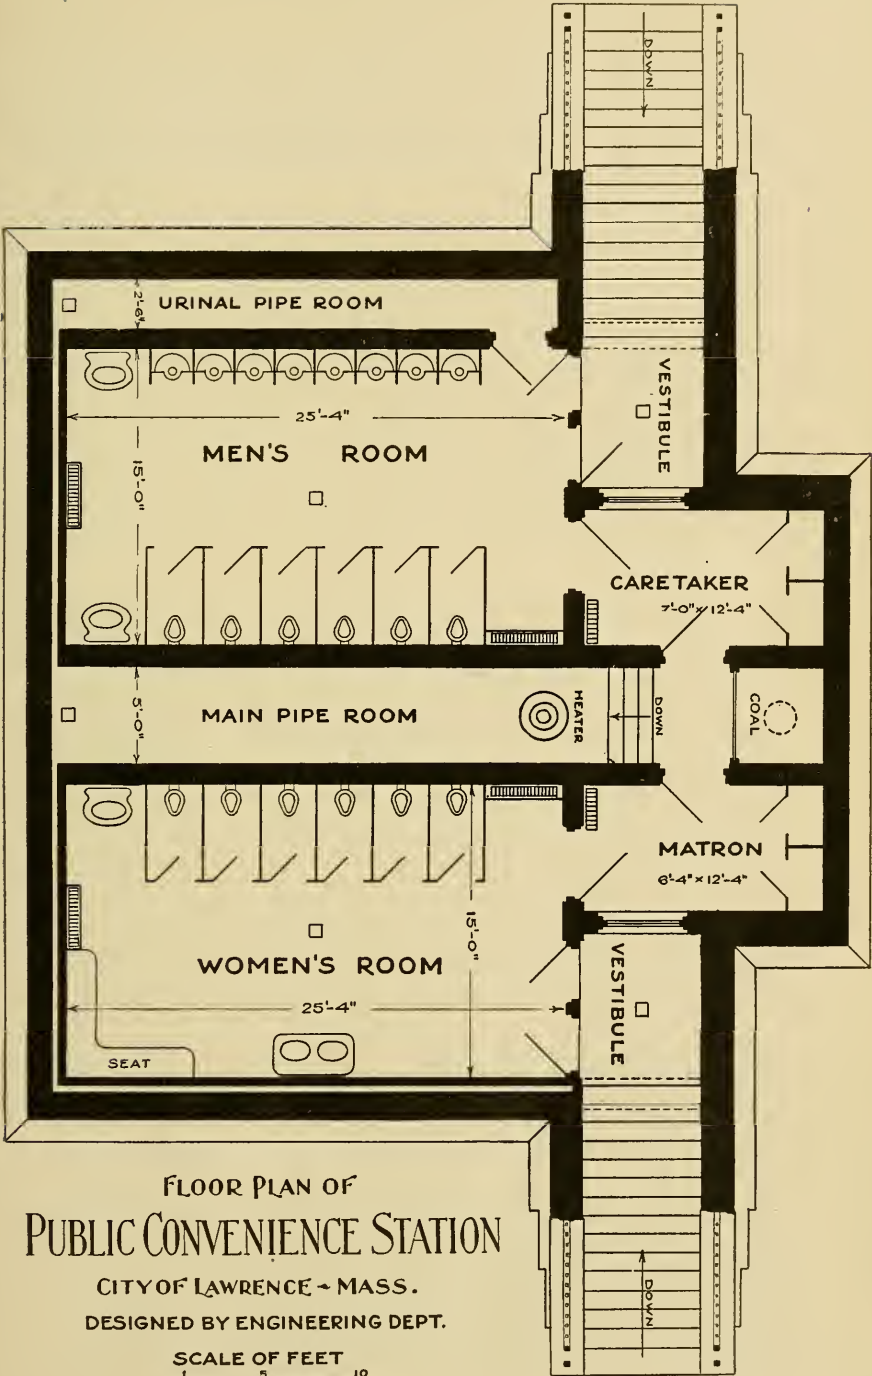 DOWN
2'-6"
URINAL PIPE ROOM
VESTIBULE
25'-4"
MEN'S ROOM
15'-0"
CARETAKER
7'-0" x 12'-4"
5'-0"
MAIN PIPE ROOM
HEATER
DOWN
COAL
MATRON
6'-4" x 12'-4"
15'-0"
WOMEN'S ROOM
VESTIBULE
25'-4"
SEAT
DOWN
FLOOR PLAN OF
PUBLIC CONVENIENCE STATION
CITY OF LAWRENCE - MASS.
DESIGNED BY ENGINEERING DEPT.
SCALE OF FEET
1 5 10